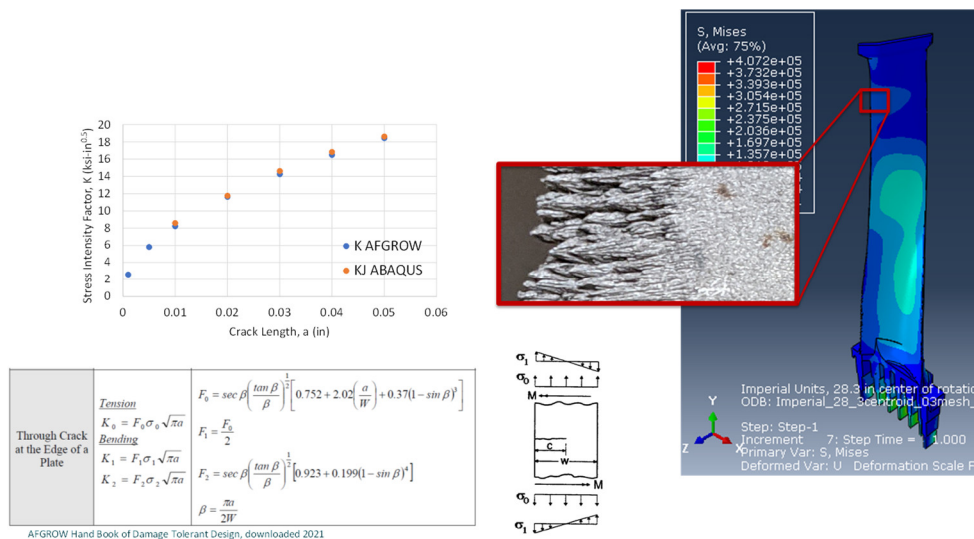 S, Mises
(Avg: 75%)
+4.072e+05
+3.732e+05
+3.393e+05
+3.054e+05
+2.715e+05
+2.375e+05
+2.036e+05
+1.697e+05
+1.357e+05
Stress Intensity Factor, K (ksi-in^0.5)
20
18
16
14
12
10
8
6
4
2
0
K AFGROW
KJ ABAQUS
0.01 0.02 0.03 0.04 0.05 0.06
Crack Length, a (in)
Through Crack
at the Edge of a
Plate
Tension
K₀ = F₀σ₀√πa
Bending
K₁ = F₁σ₁√πa
K₂ = F₂σ₂√πa
F₀ = sec β (tan β / β)^1/2 [0.752 + 2.02(a/W) + 0.37(1 − sin β)³]
F₁ = F₀/2
F₂ = sec β (tan β / β)^1/2 [0.923 + 0.199(1 − sin β)⁴]
β = πa/2W
AFGROW Hand Book of Damage Tolerant Design, downloaded 2021
σ₁
σ₀
M
c
w
M
σ₀
σ₁
Y
Z X
Imperial Units, 28.3 in center of rotatio
ODB: Imperial_28_3centroid_03mesh_
Step: Step-1
Increment 7: Step Time = 1.000
Primary Var: S, Mises
Deformed Var: U Deformation Scale F